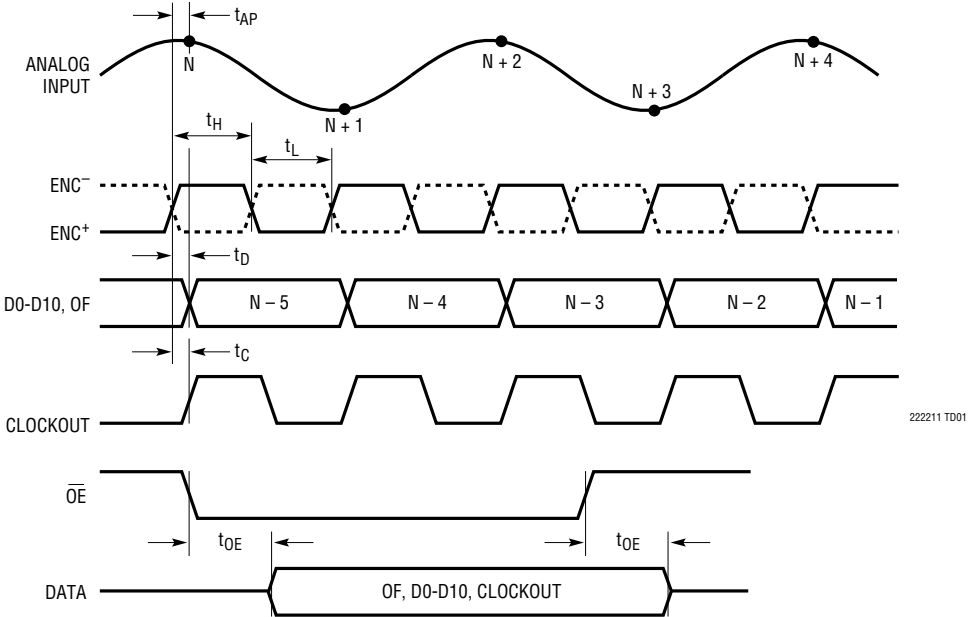 tAP
ANALOG
INPUT
N
N + 1
N + 2
N + 3
N + 4
tH
tL
ENC–
ENC+
tD
D0-D10, OF
N – 5
N – 4
N – 3
N – 2
N – 1
tC
CLOCKOUT
222211 TD01
OE
tOE
tOE
DATA
OF, D0-D10, CLOCKOUT